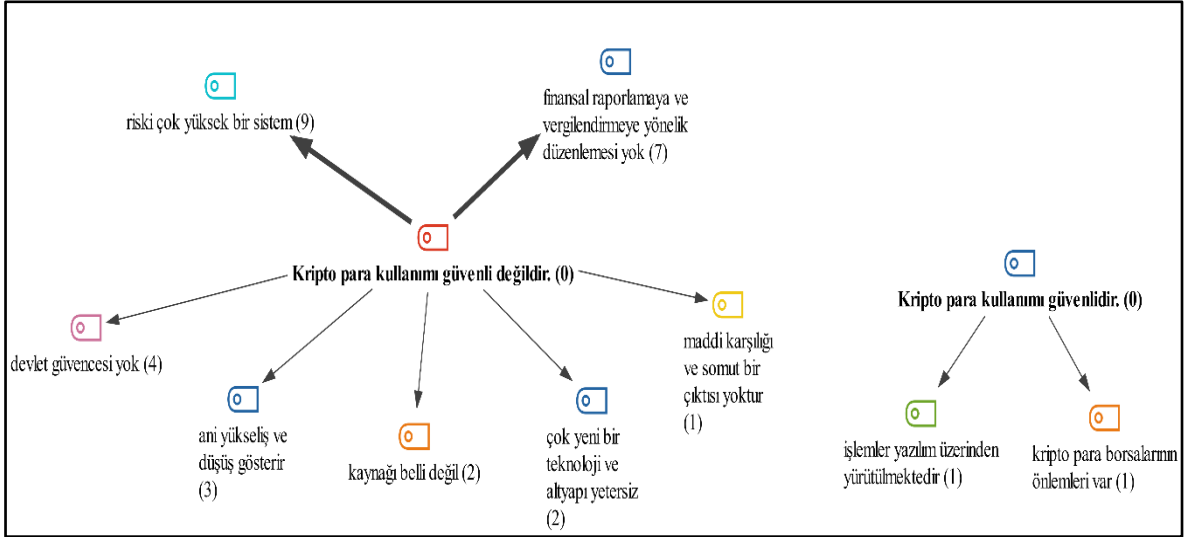 riski çok yüksek bir sistem (9)
finansal raporlamaya ve
vergilendirmeye yönelik
düzenlemesi yok (7)
Kripto para kullanımı güvenli değildir. (0)
devlet güvencesi yok (4)
ani yükseliş ve
düşüş gösterir
(3)
kaynağı belli değil (2)
çok yeni bir
teknoloji ve
altyapı yetersiz
(2)
maddi karşılığı
ve somut bir
çıktısı yoktur
(1)
Kripto para kullanımı güvenlidir. (0)
işlemler yazılım üzerinden
yürütülmektedir (1)
kripto para borsalarının
önlemleri var (1)